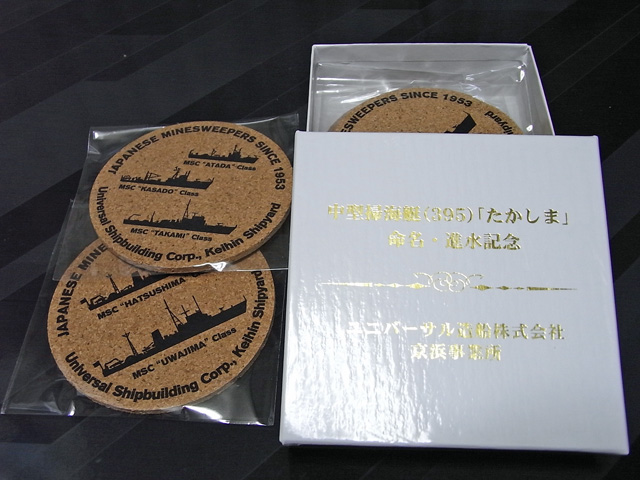 JAPANESE MINESWEEPERS SINCE 1953
MSC "ATADA" Class
MSC "KASADO" Class
MSC "TAKAMI" Class
Universal Shipbuilding Corp., Keihin Shipyard
JAPANESE MINE
MSC "HATSUSHIMA"
MSC "UWAJIMA" Class
Universal Shipbuilding Corp., Keihin Shipyard
MINESWEEPERS SINCE 1953
中型掃海艇(395)「たかしま」
命名・進水記念
ユニバーサル造船株式会社
京浜事業所